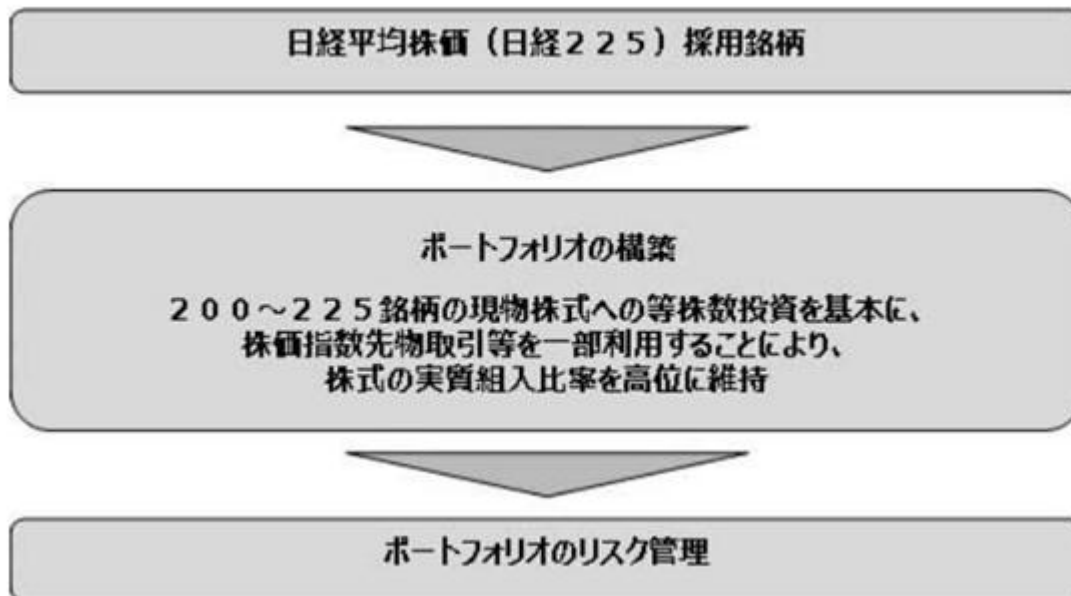 日経平均株価（日経２２５）採用銘柄
ポートフォリオの構築
２００～２２５銘柄の現物株式への等株数投資を基本に、
株価指数先物取引等を一部利用することにより、
株式の実質組入比率を高位に維持
ポートフォリオのリスク管理